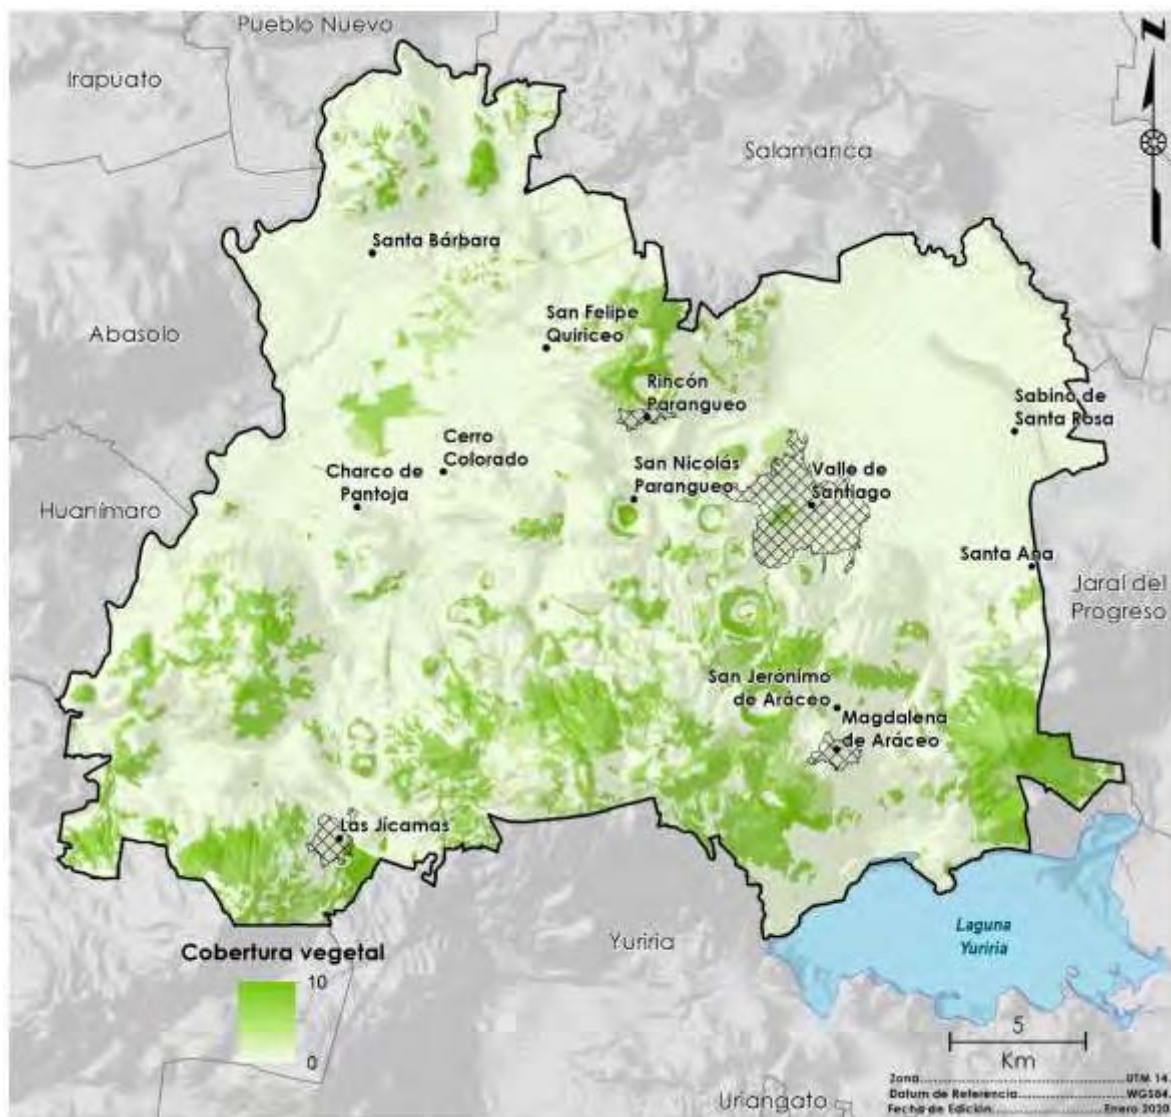 Pueblo Nuevo
Irapuato
N
Salamanca
Santa Bárbara
Abasolo
San Felipe
Quiriceo
Rincón
Parangueo
Sabino de
Santa Rosa
Cerro
Colorado
Charco de
Pantoja
San Nicolás
Parangueo
Valle de
Santiago
Huanímaro
Santa Ana
Jaral del
Progreso
San Jerónimo
de Aráceo
Magdalena
de Aráceo
Las Jícamas
Cobertura vegetal
10
0
Yuriria
Laguna
Yuriria
5
Km
Uriangato
Zona.....UTM 14
Datum de Referencia.....WGS84
Fecha de Edición.....Enero 2020